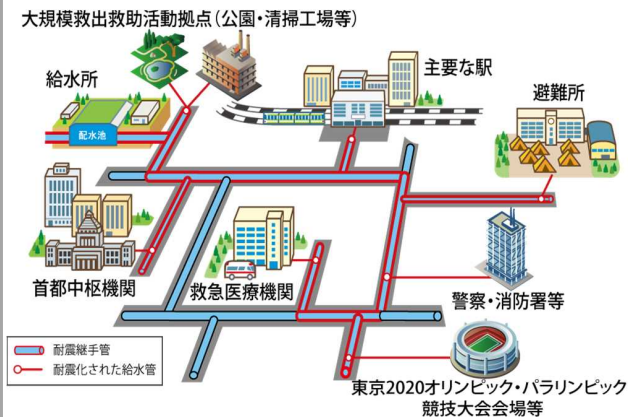 大規模救出救助活動拠点(公園・清掃工場等)
給水所
配水池
主要な駅
避難所
首都中枢機関
救急医療機関
警察・消防署等
耐震継手管
耐震化された給水管
東京2020オリンピック・パラリンピック
競技大会会場等